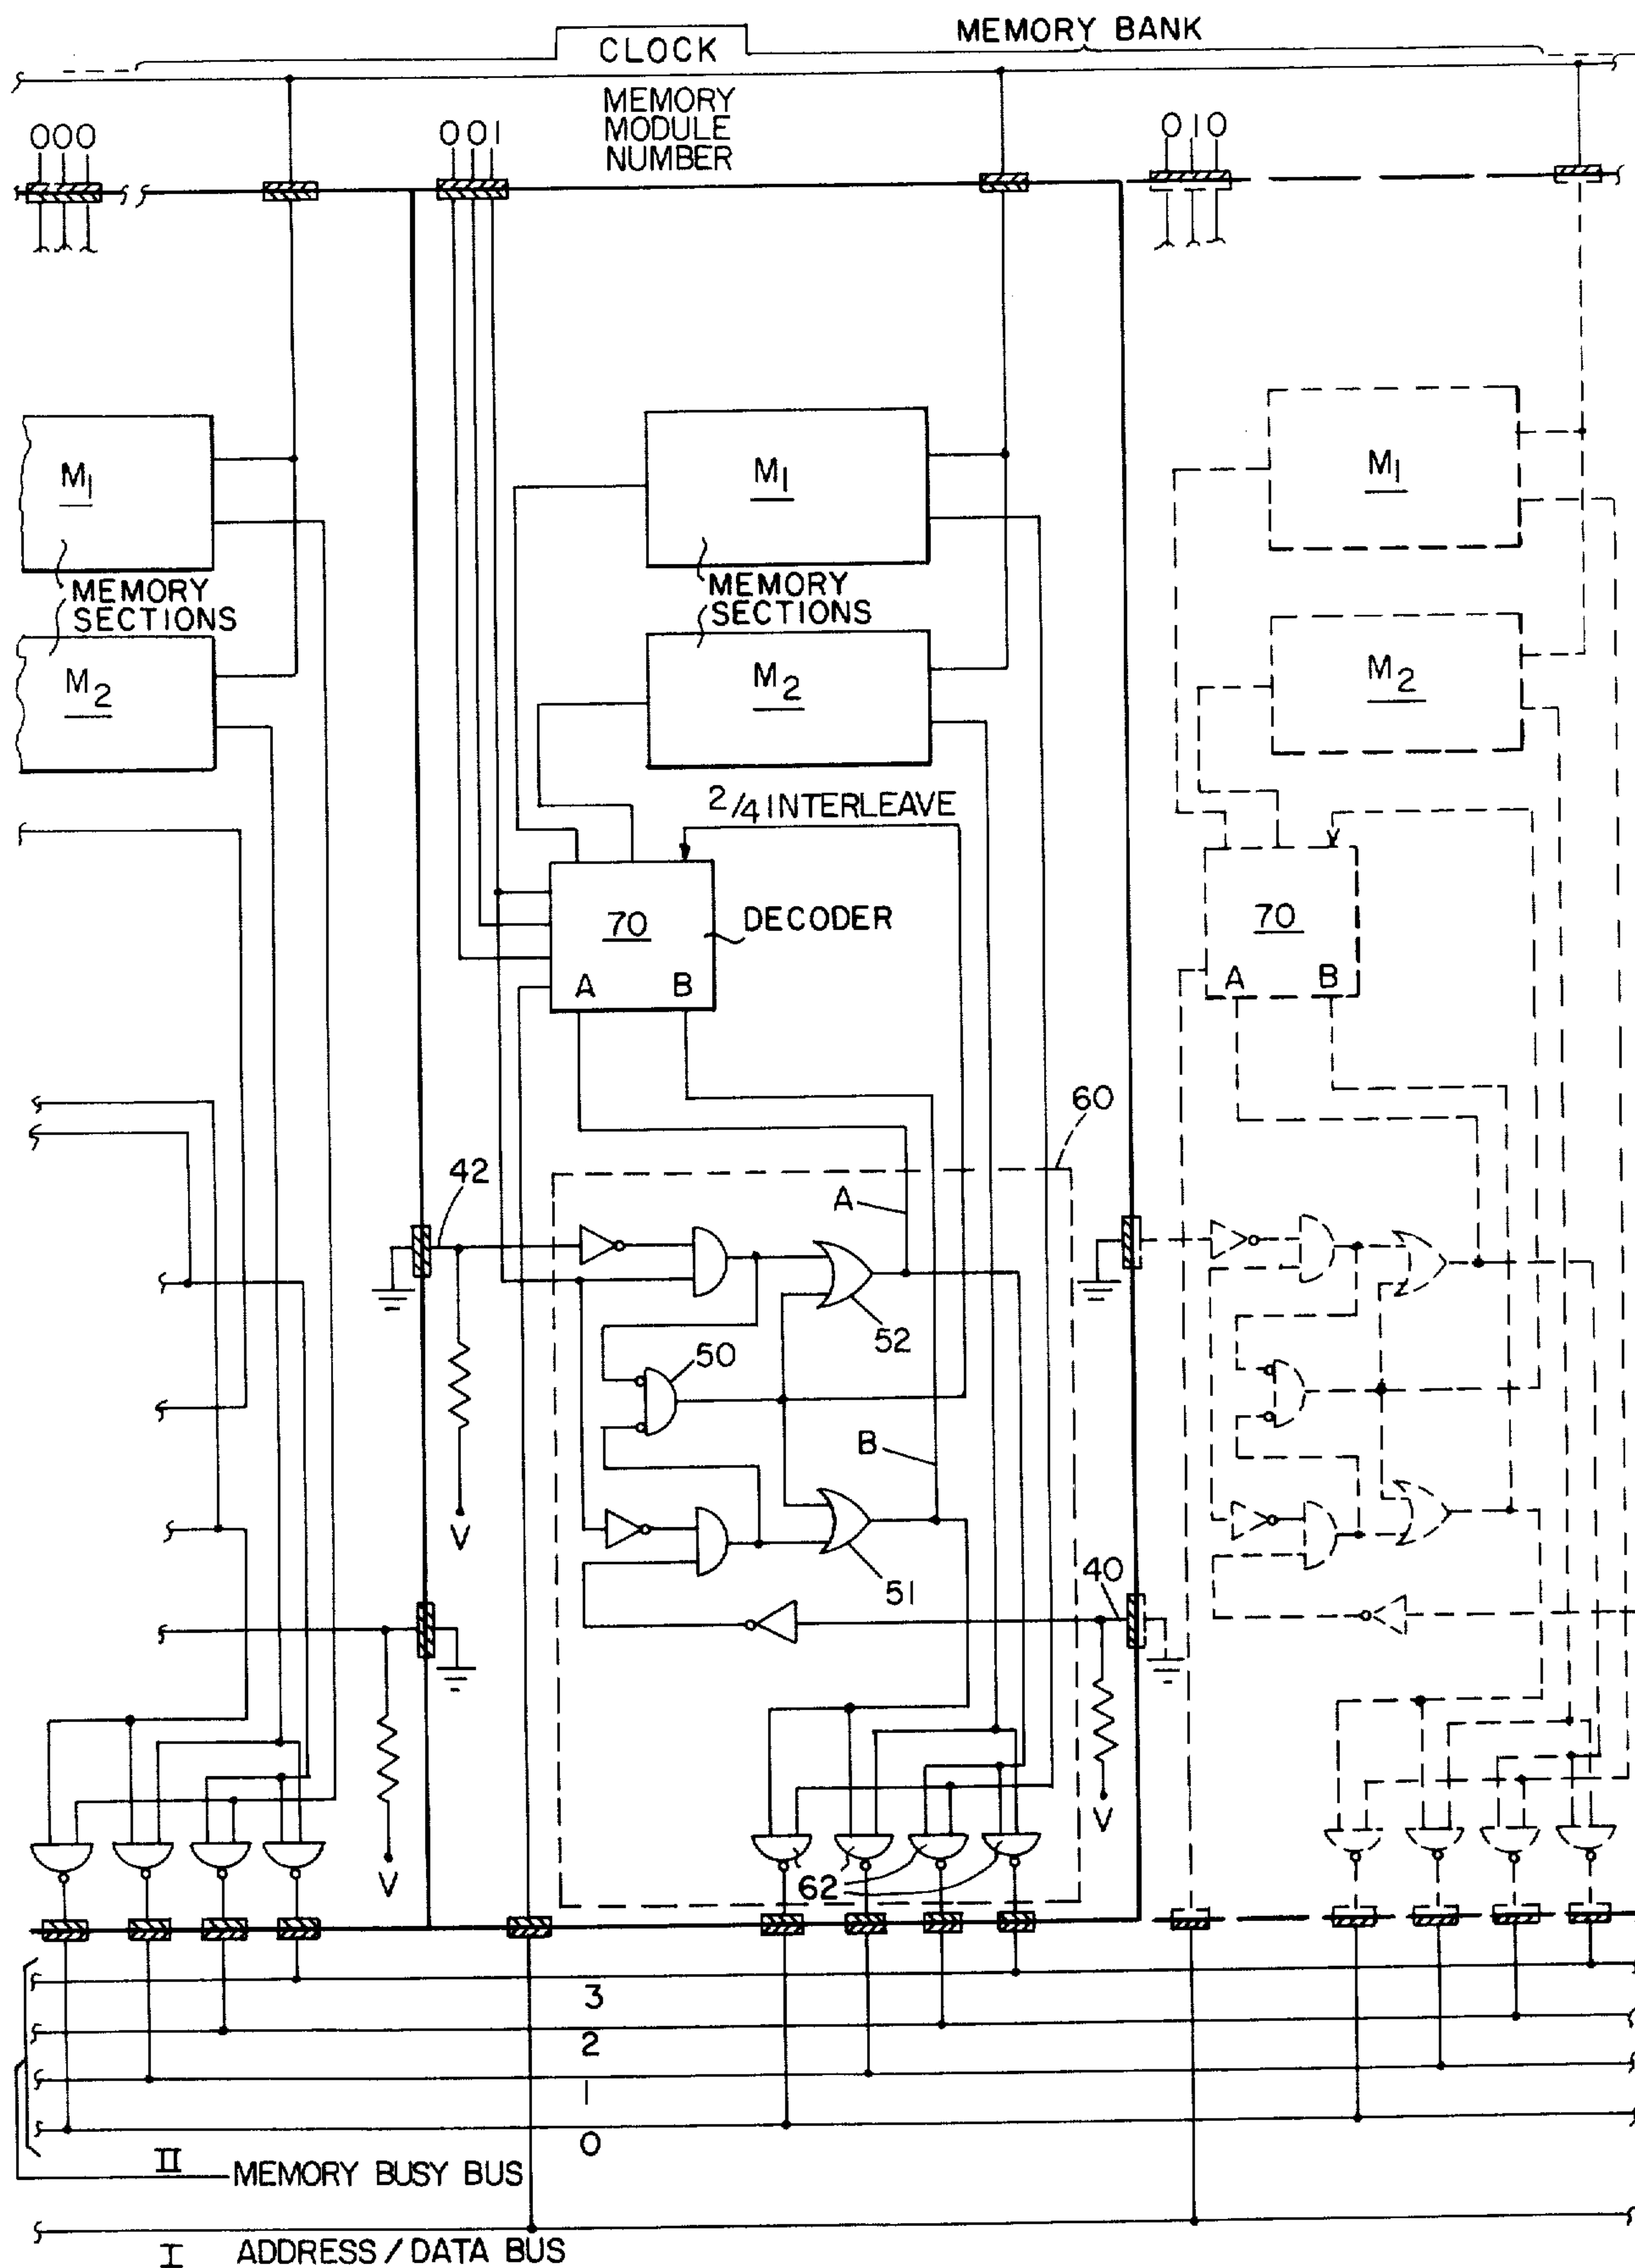 CLOCK
MEMORY BANK
MEMORY
MODULE
NUMBER
000
001
010
M1
M1
M1
MEMORY
SECTIONS
MEMORY
SECTIONS
M2
M2
M2
2/4 INTERLEAVE
70
DECODER
A B
70
A B
60
42
A
52
50
B
V
51
40
V
V
62
3
2
1
0
II MEMORY BUSY BUS
I ADDRESS / DATA BUS